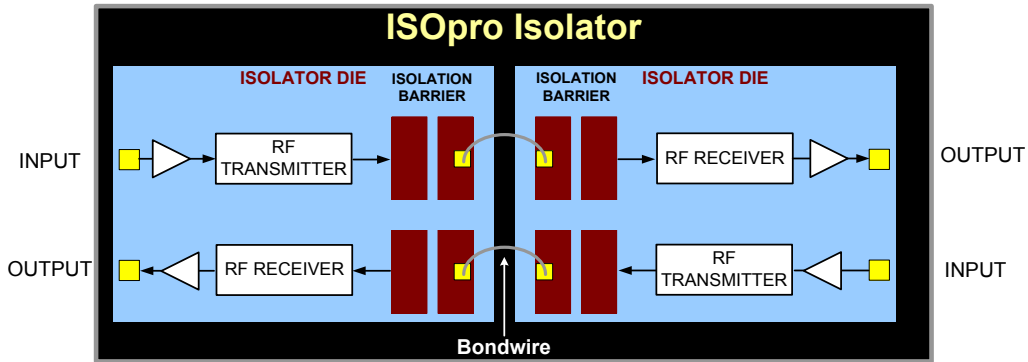 ISOpro Isolator
ISOLATOR DIE
ISOLATION
BARRIER
ISOLATION
BARRIER
ISOLATOR DIE
INPUT
RF
TRANSMITTER
RF RECEIVER
OUTPUT
OUTPUT
RF RECEIVER
RF
TRANSMITTER
INPUT
Bondwire